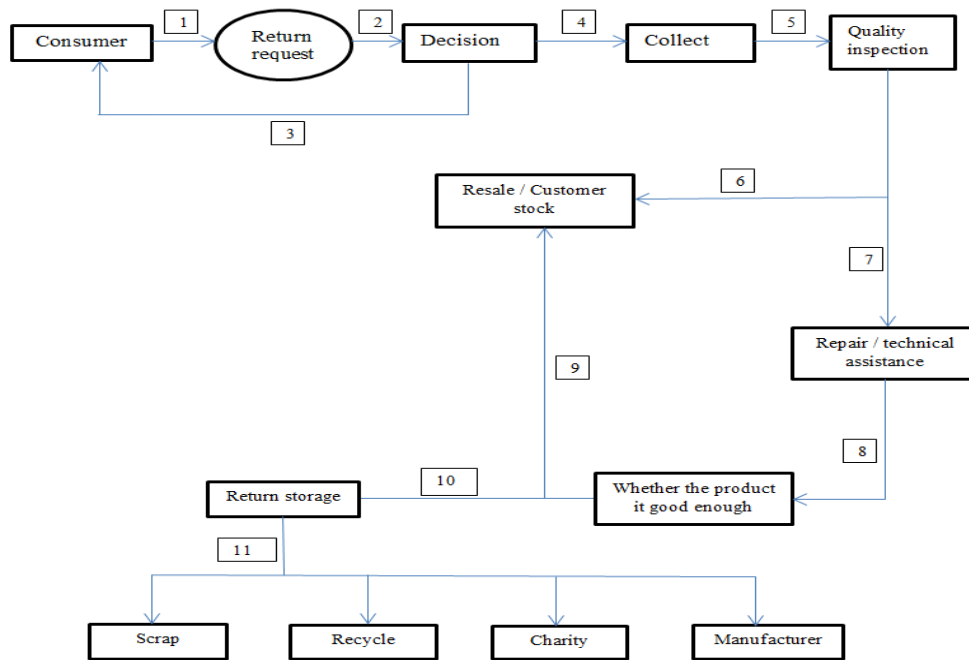 1
2
4
5
Consumer
Return
request
Decision
Collect
Quality
inspection
3
Resale / Customer
stock
6
7
Repair / technical
assistance
9
8
Return storage
10
Whether the product
it good enough
11
Scrap
Recycle
Charity
Manufacturer